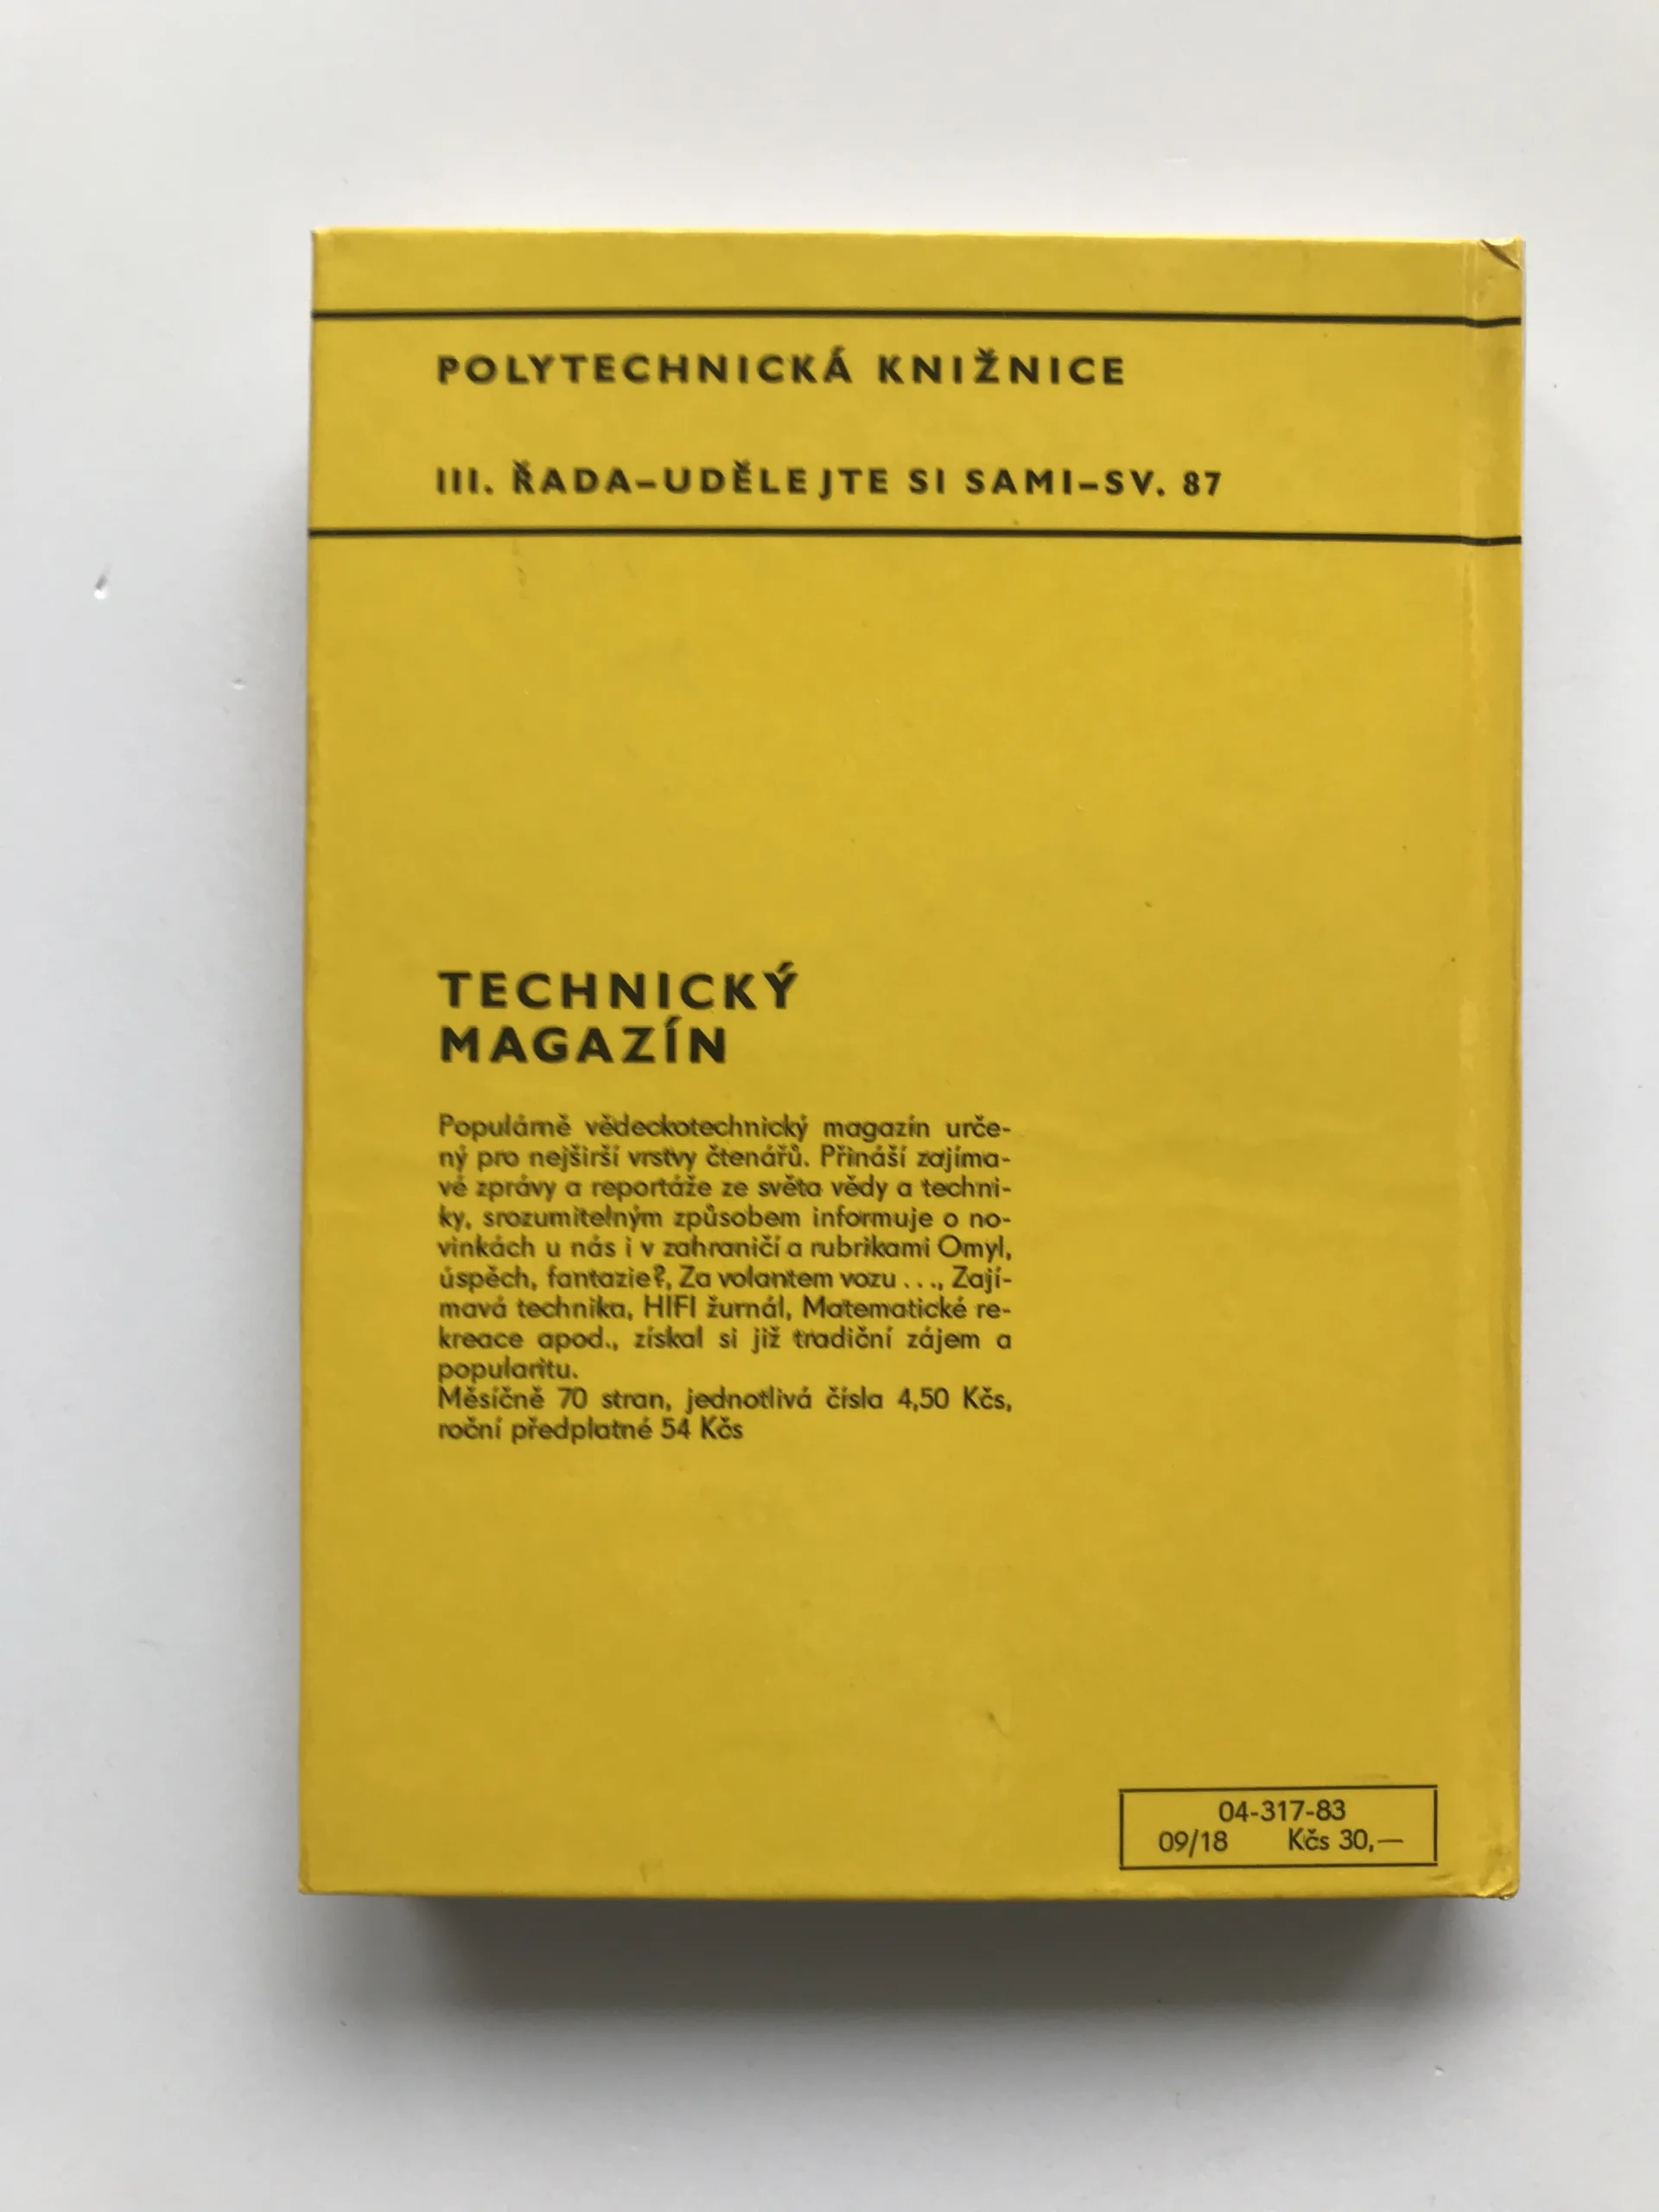 POLYTECHNICKÁ KNIŽNICE
III. ŘADA–UDĚLEJTE SI SAMI–SV. 87
TECHNICKÝ
MAGAZÍN
Populárně vědeckotechnický magazín urče-
ný pro nejširší vrstvy čtenářů. Přináší zajíma-
vé zprávy a reportáže ze světa vědy a techni-
ky, srozumitelným způsobem informuje o no-
vinkách u nás i v zahraničí a rubrikami Omyl,
úspěch, fantazie?, Za volantem vozu . . ., Zají-
mavá technika, HIFI žurnál, Matematické re-
kreace apod., získal si již tradiční zájem a
popularitu.
Měsíčně 70 stran, jednotlivá čísla 4,50 Kčs,
roční předplatné 54 Kčs
04-317-83
09/18 Kčs 30,—